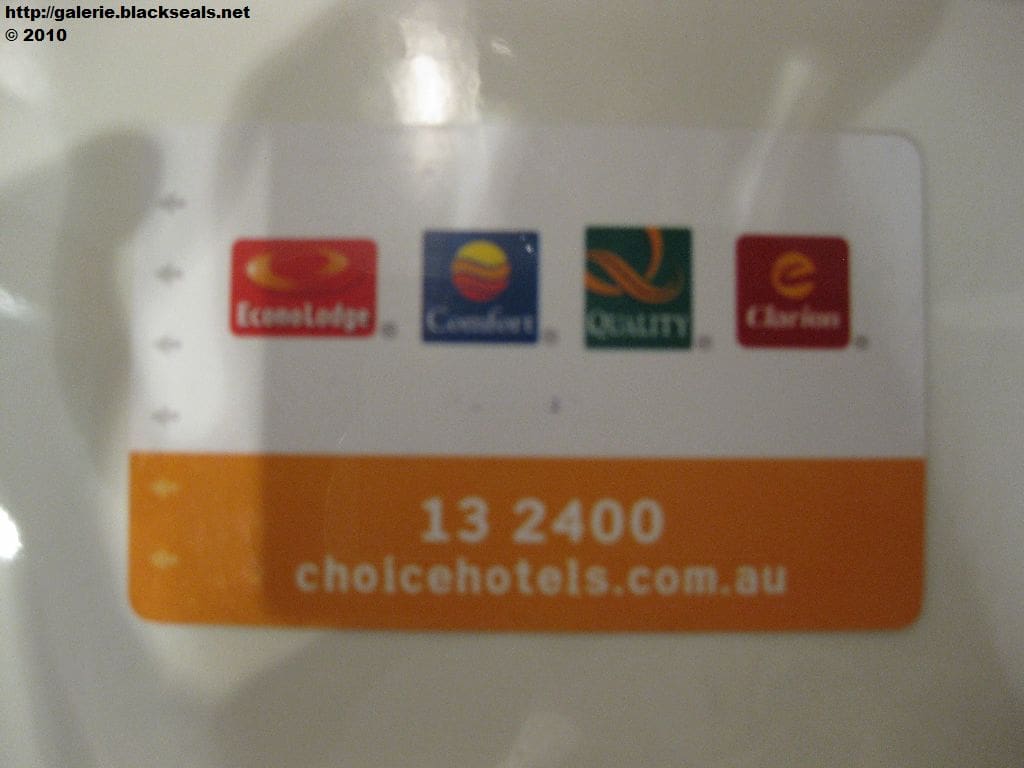 http://galerie.blackseals.net
© 2010
EconoLodge ®
Comfort ®
QUALITY ®
Clarion ®
13 2400
choicehotels.com.au